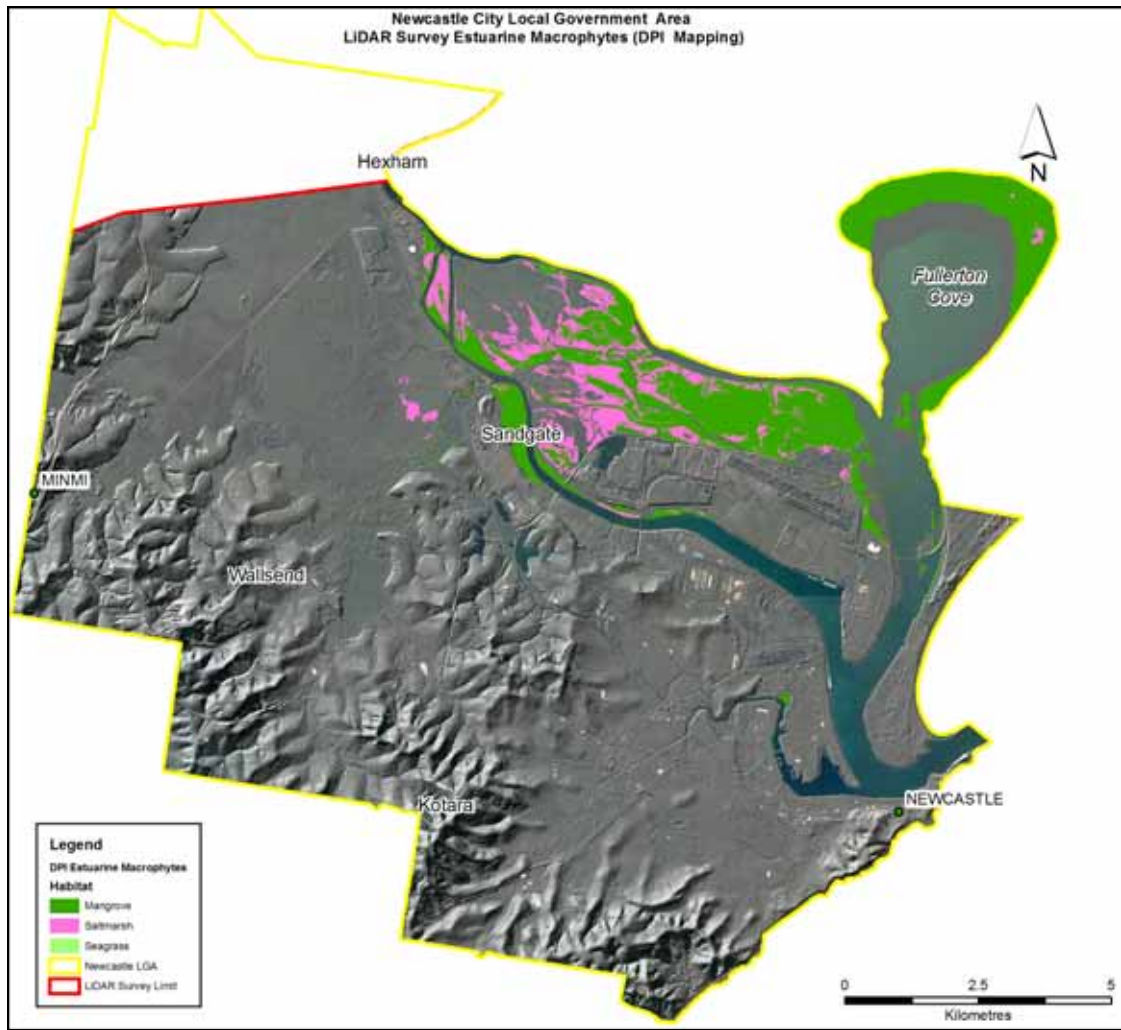 Newcastle City Local Government Area
LiDAR Survey Estuarine Macrophytes (DPI Mapping)
Hexham
N
Fullerton
Cove
Sandgate
MINMI
Wallsend
Kotara
NEWCASTLE
Legend
DPI Estuarine Macrophytes
Habitat
Mangrove
Saltmarsh
Seagrass
Newcastle LGA
LiDAR Survey Limit
0 2.5 5
Kilometres